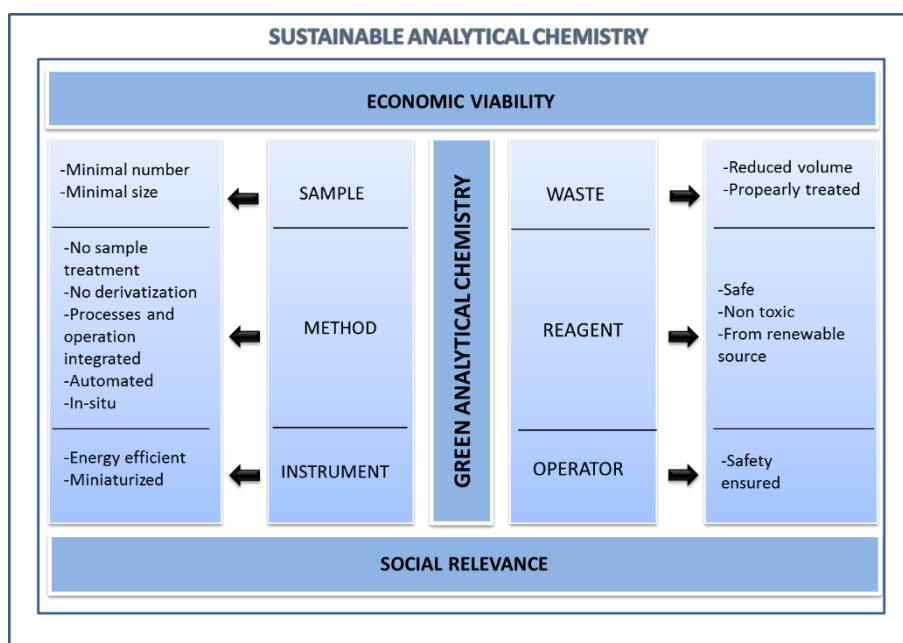 SUSTAINABLE ANALYTICAL CHEMISTRY
ECONOMIC VIABILITY
-Minimal number
-Minimal size
SAMPLE
-No sample
treatment
-No derivatization
-Processes and
operation
integrated
-Automated
-In-situ
METHOD
-Energy efficient
-Miniaturized
INSTRUMENT
GREEN ANALYTICAL CHEMISTRY
WASTE
-Reduced volume
-Propearly treated
REAGENT
-Safe
-Non toxic
-From renewable
source
OPERATOR
-Safety
ensured
SOCIAL RELEVANCE